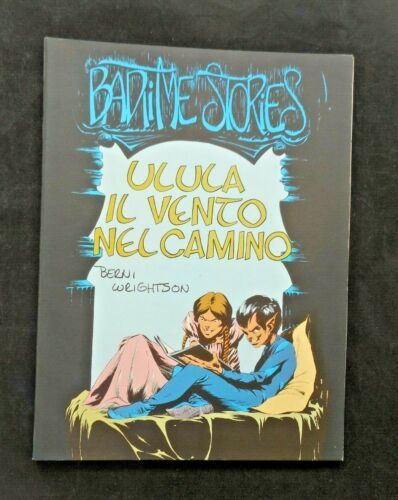 BADTIME STORIES
ULULA
IL VENTO
NEL CAMINO
BERNI
WRIGHTSON